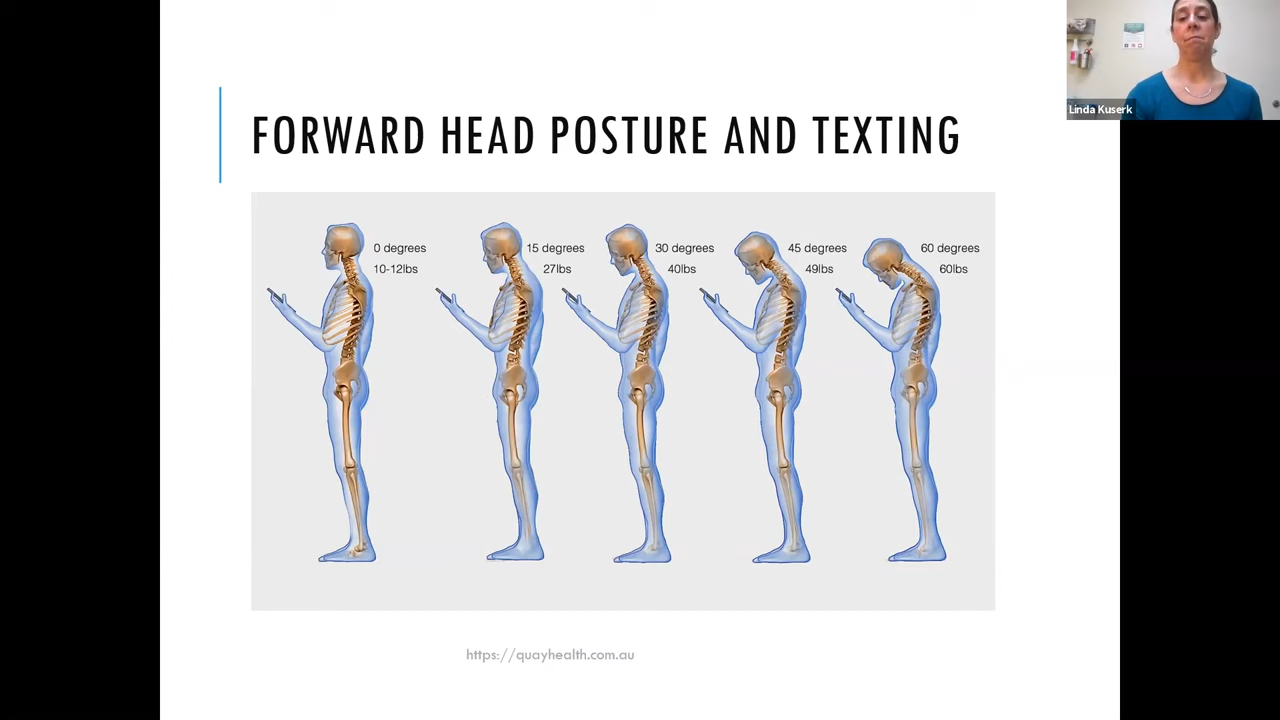 Linda Kuserk
FORWARD HEAD POSTURE AND TEXTING
0 degrees
10-12lbs
15 degrees
27lbs
30 degrees
40lbs
45 degrees
49lbs
60 degrees
60lbs
https://quayhealth.com.au